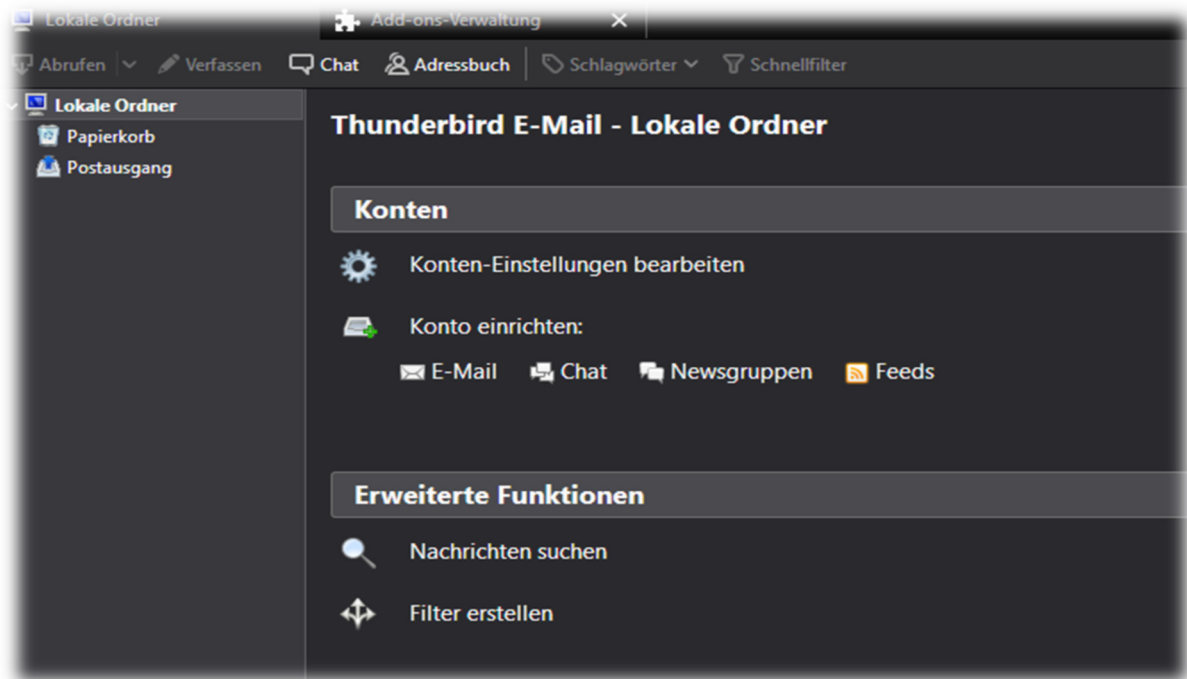 Lokale Ordner
Add-ons-Verwaltung
Abrufen Verfassen Chat Adressbuch Schlagwörter Schnellfilter
Lokale Ordner
Papierkorb
Postausgang
Thunderbird E-Mail - Lokale Ordner
Konten
Konten-Einstellungen bearbeiten
Konto einrichten:
E-Mail Chat Newsgruppen Feeds
Erweiterte Funktionen
Nachrichten suchen
Filter erstellen